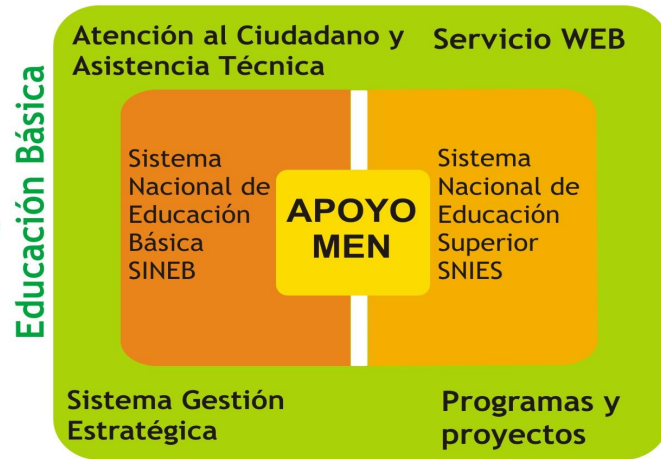 Educación Básica
Atención al Ciudadano y
Asistencia Técnica
Servicio WEB
Sistema
Nacional de
Educación
Básica
SINEB
APOYO
MEN
Sistema
Nacional de
Educación
Superior
SNIES
Sistema Gestión
Estratégica
Programas y
proyectos